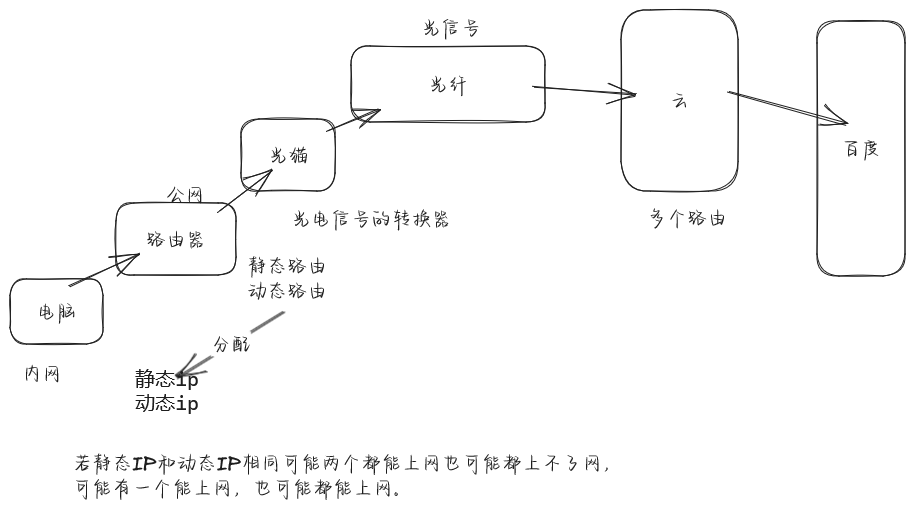 光信号
光纤
云
百度
光猫
公网
路由器
光电信号的转换器
多个路由
静态路由
动态路由
电脑
分配
内网
静态ip
动态ip
若静态IP和动态IP相同可能两个都能上网也可能都上不了网，
可能有一个能上网，也可能都能上网。